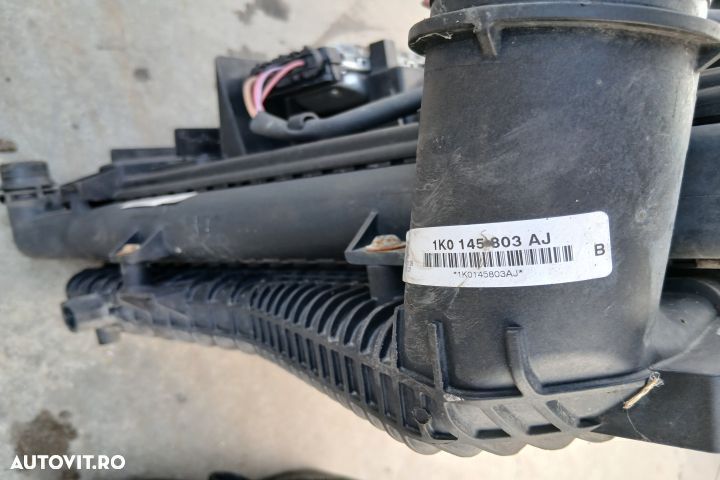 1K0 145 803 AJ
B
*1K0145803AJ*
AUTOVIT.RO